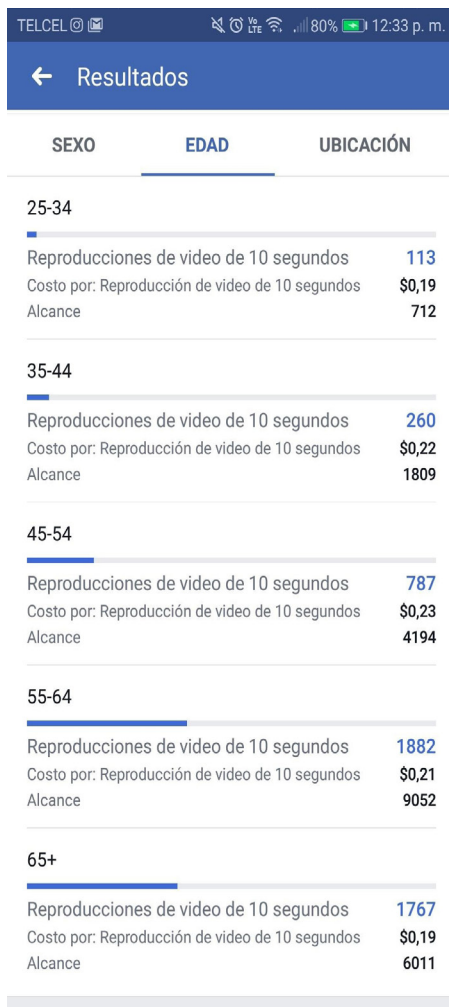 TELCEL 80% 12:33 p. m.
Vo LTE
← Resultados
SEXO EDAD UBICACIÓN
25-34
Reproducciones de video de 10 segundos 113
Costo por: Reproducción de video de 10 segundos $0,19
Alcance 712
35-44
Reproducciones de video de 10 segundos 260
Costo por: Reproducción de video de 10 segundos $0,22
Alcance 1809
45-54
Reproducciones de video de 10 segundos 787
Costo por: Reproducción de video de 10 segundos $0,23
Alcance 4194
55-64
Reproducciones de video de 10 segundos 1882
Costo por: Reproducción de video de 10 segundos $0,21
Alcance 9052
65+
Reproducciones de video de 10 segundos 1767
Costo por: Reproducción de video de 10 segundos $0,19
Alcance 6011